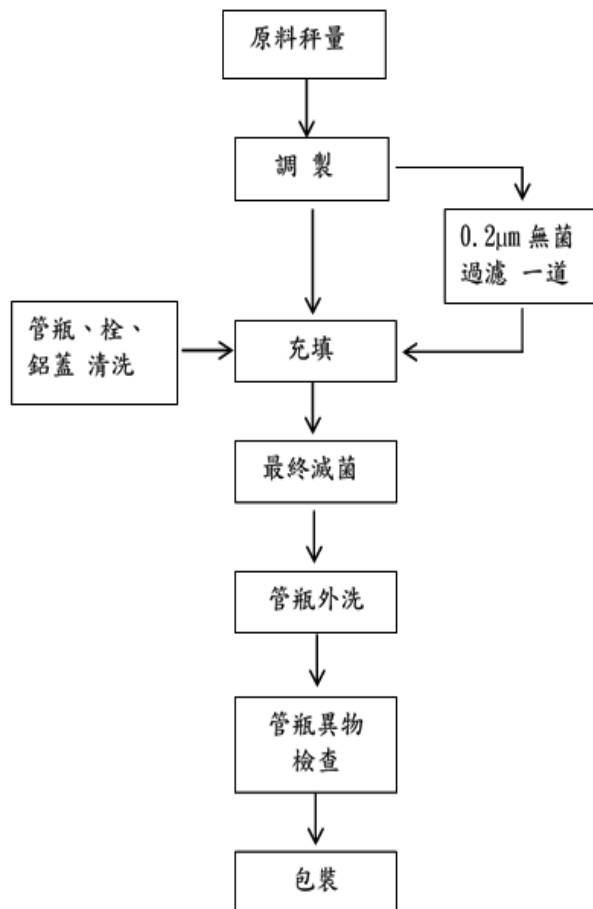 原料秤量
調 製
0.2μm 無菌
過濾 一道
管瓶、栓、
鋁蓋 清洗
充填
最終滅菌
管瓶外洗
管瓶異物
檢查
包裝